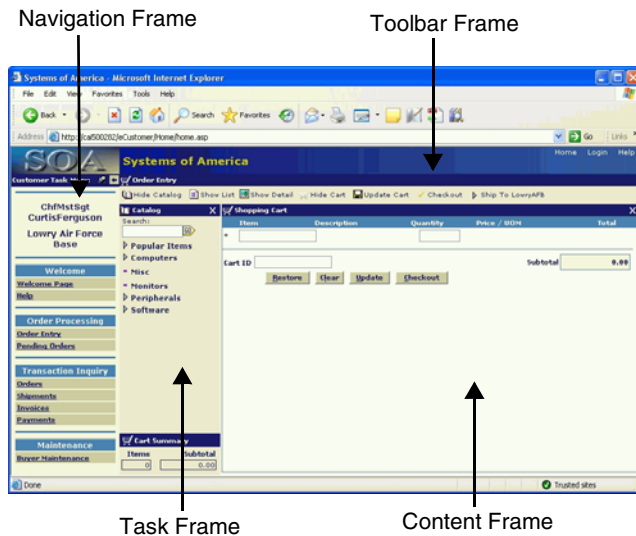 Navigation Frame
Toolbar Frame
Systems of America - Microsoft Internet Explorer
File Edit View Favorites Tools Help
Back Search Favorites
Address http://cal500282/eCustomer/Home/home.asp Go Links
SOA Systems of America Home Login Help
Customer Task Menu Order Entry
Hide Catalog Show List Show Detail Hide Cart Update Cart Checkout Ship To LowryAFB
ChfMstSgt
CurtisFerguson
Lowry Air Force
Base
Welcome
Welcome Page
Help
Order Processing
Order Entry
Pending Orders
Transaction Inquiry
Orders
Shipments
Invoices
Payments
Maintenance
Buyer Maintenance
Catalog X
Search:
Popular Items
Computers
Misc
Monitors
Peripherals
Software
Cart Summary
Items Subtotal
0 0.00
Shopping Cart X
Item Description Quantity Price / UOM Total
*
Cart ID Subtotal 0.00
Restore Clear Update Checkout
Done Trusted sites
Task Frame
Content Frame